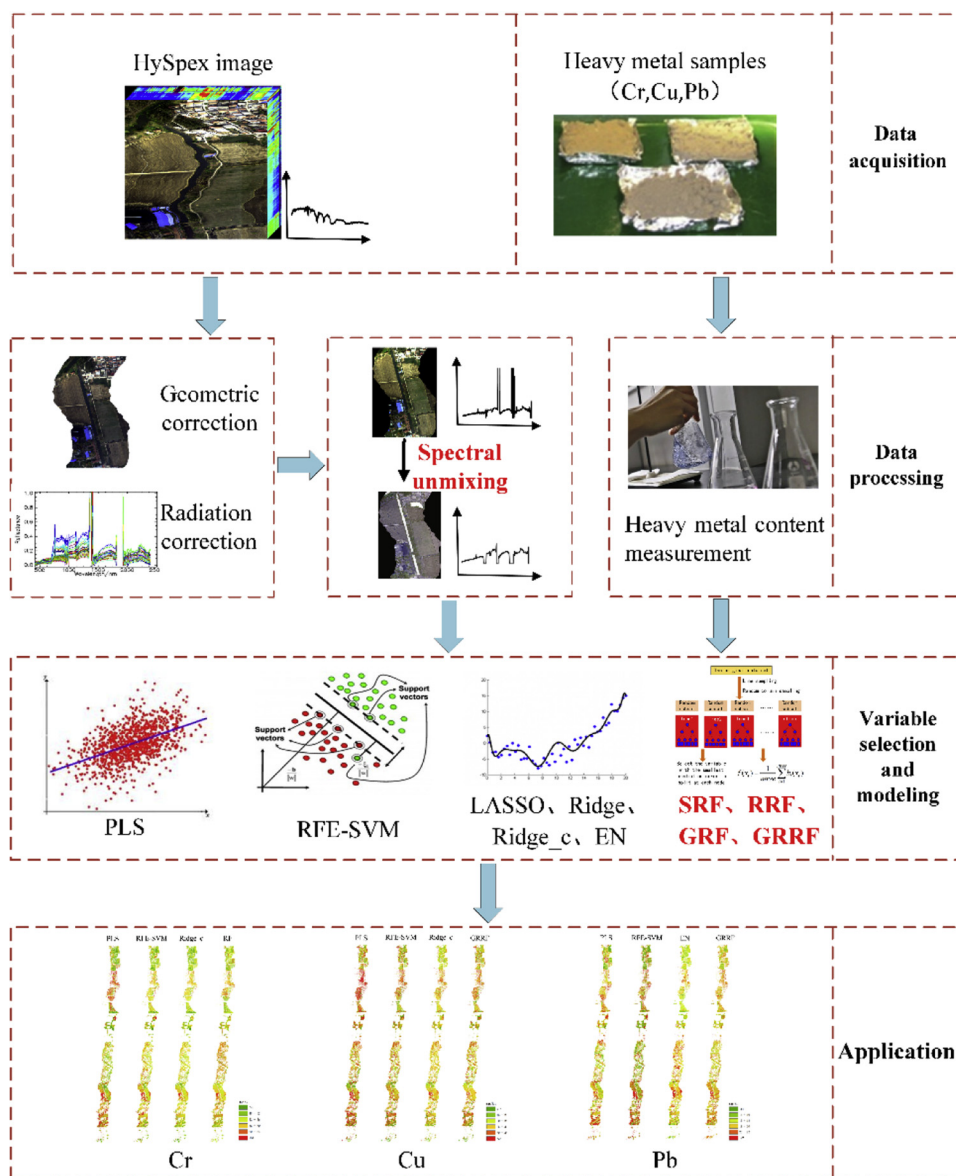 HySpex image
Heavy metal samples
(Cr,Cu,Pb)
Data
acquisition
Geometric
correction
Radiation
correction
Spectral
unmixing
Heavy metal content
measurement
Data
processing
Support
vectors
Support
vectors
PLS
RFE-SVM
LASSO、Ridge、
Ridge_c、EN
SRF、RRF、
GRF、GRRF
Variable
selection
and
modeling
PLS RFE-SVM Ridge_c RF
PLS RFE-SVM Ridge_c GRRF
PLS RFE-SVM EN GRRF
Cr
Cu
Pb
Application